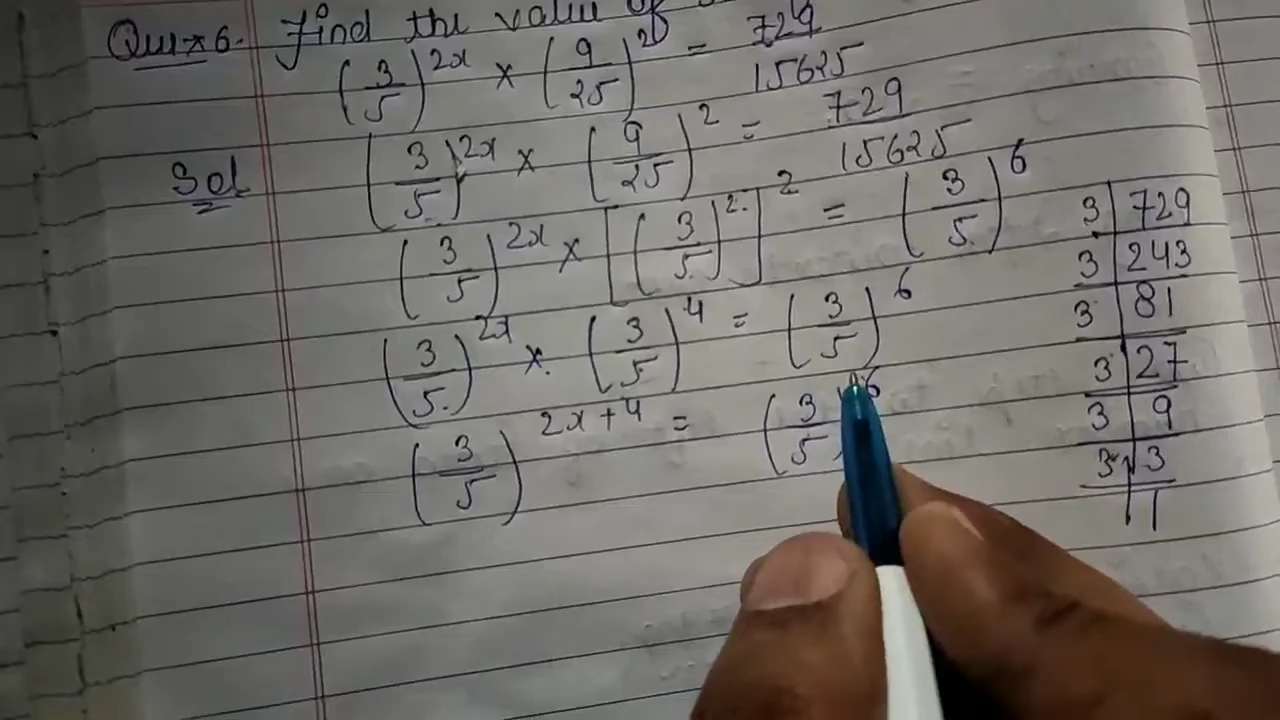 Que*6. Find the value of
(3/5)^2x × (9/25)^2 = 729/15625
Sol (3/5)^2x × (9/25)^2 = 729/15625
(3/5)^2x × [(3/5)^2]^2 = (3/5)^6
(3/5)^2x × (3/5)^4 = (3/5)^6
(3/5)^2x+4 = (3/5)^6
3 | 729
3 | 243
3 | 81
3 | 27
3 | 9
3 | 3
1